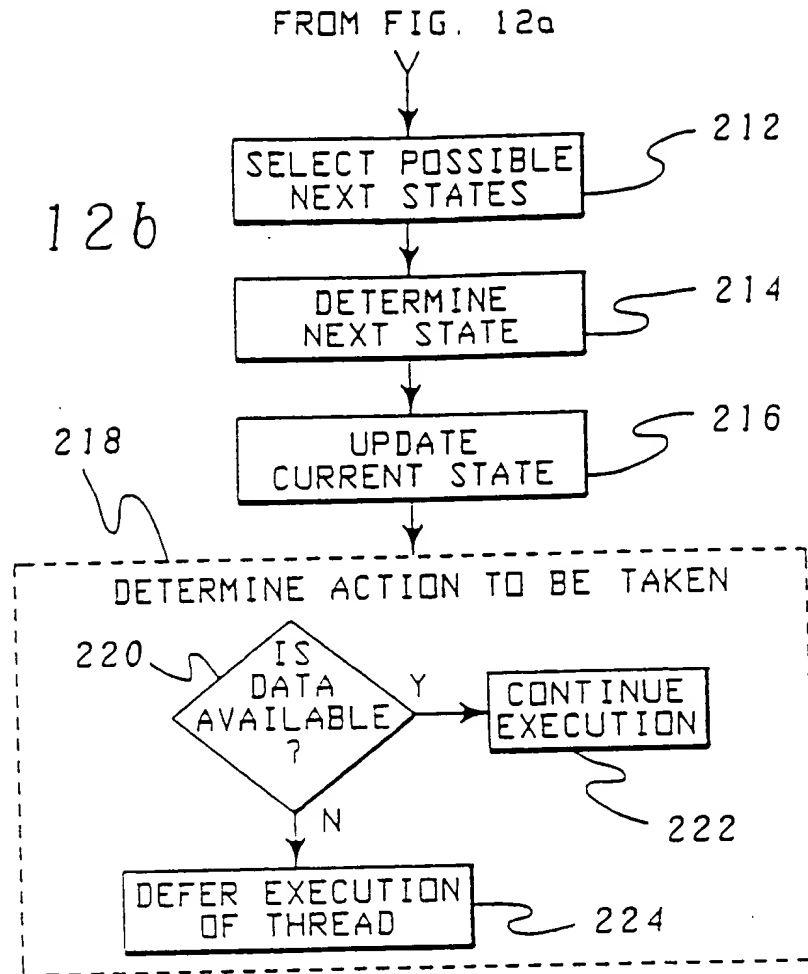 FROM FIG. 12a
212
SELECT POSSIBLE
NEXT STATES
12b
214
DETERMINE
NEXT STATE
216
UPDATE
CURRENT STATE
218
DETERMINE ACTION TO BE TAKEN
220
IS
DATA
AVAILABLE
?
Y
CONTINUE
EXECUTION
222
N
DEFER EXECUTION
OF THREAD
224